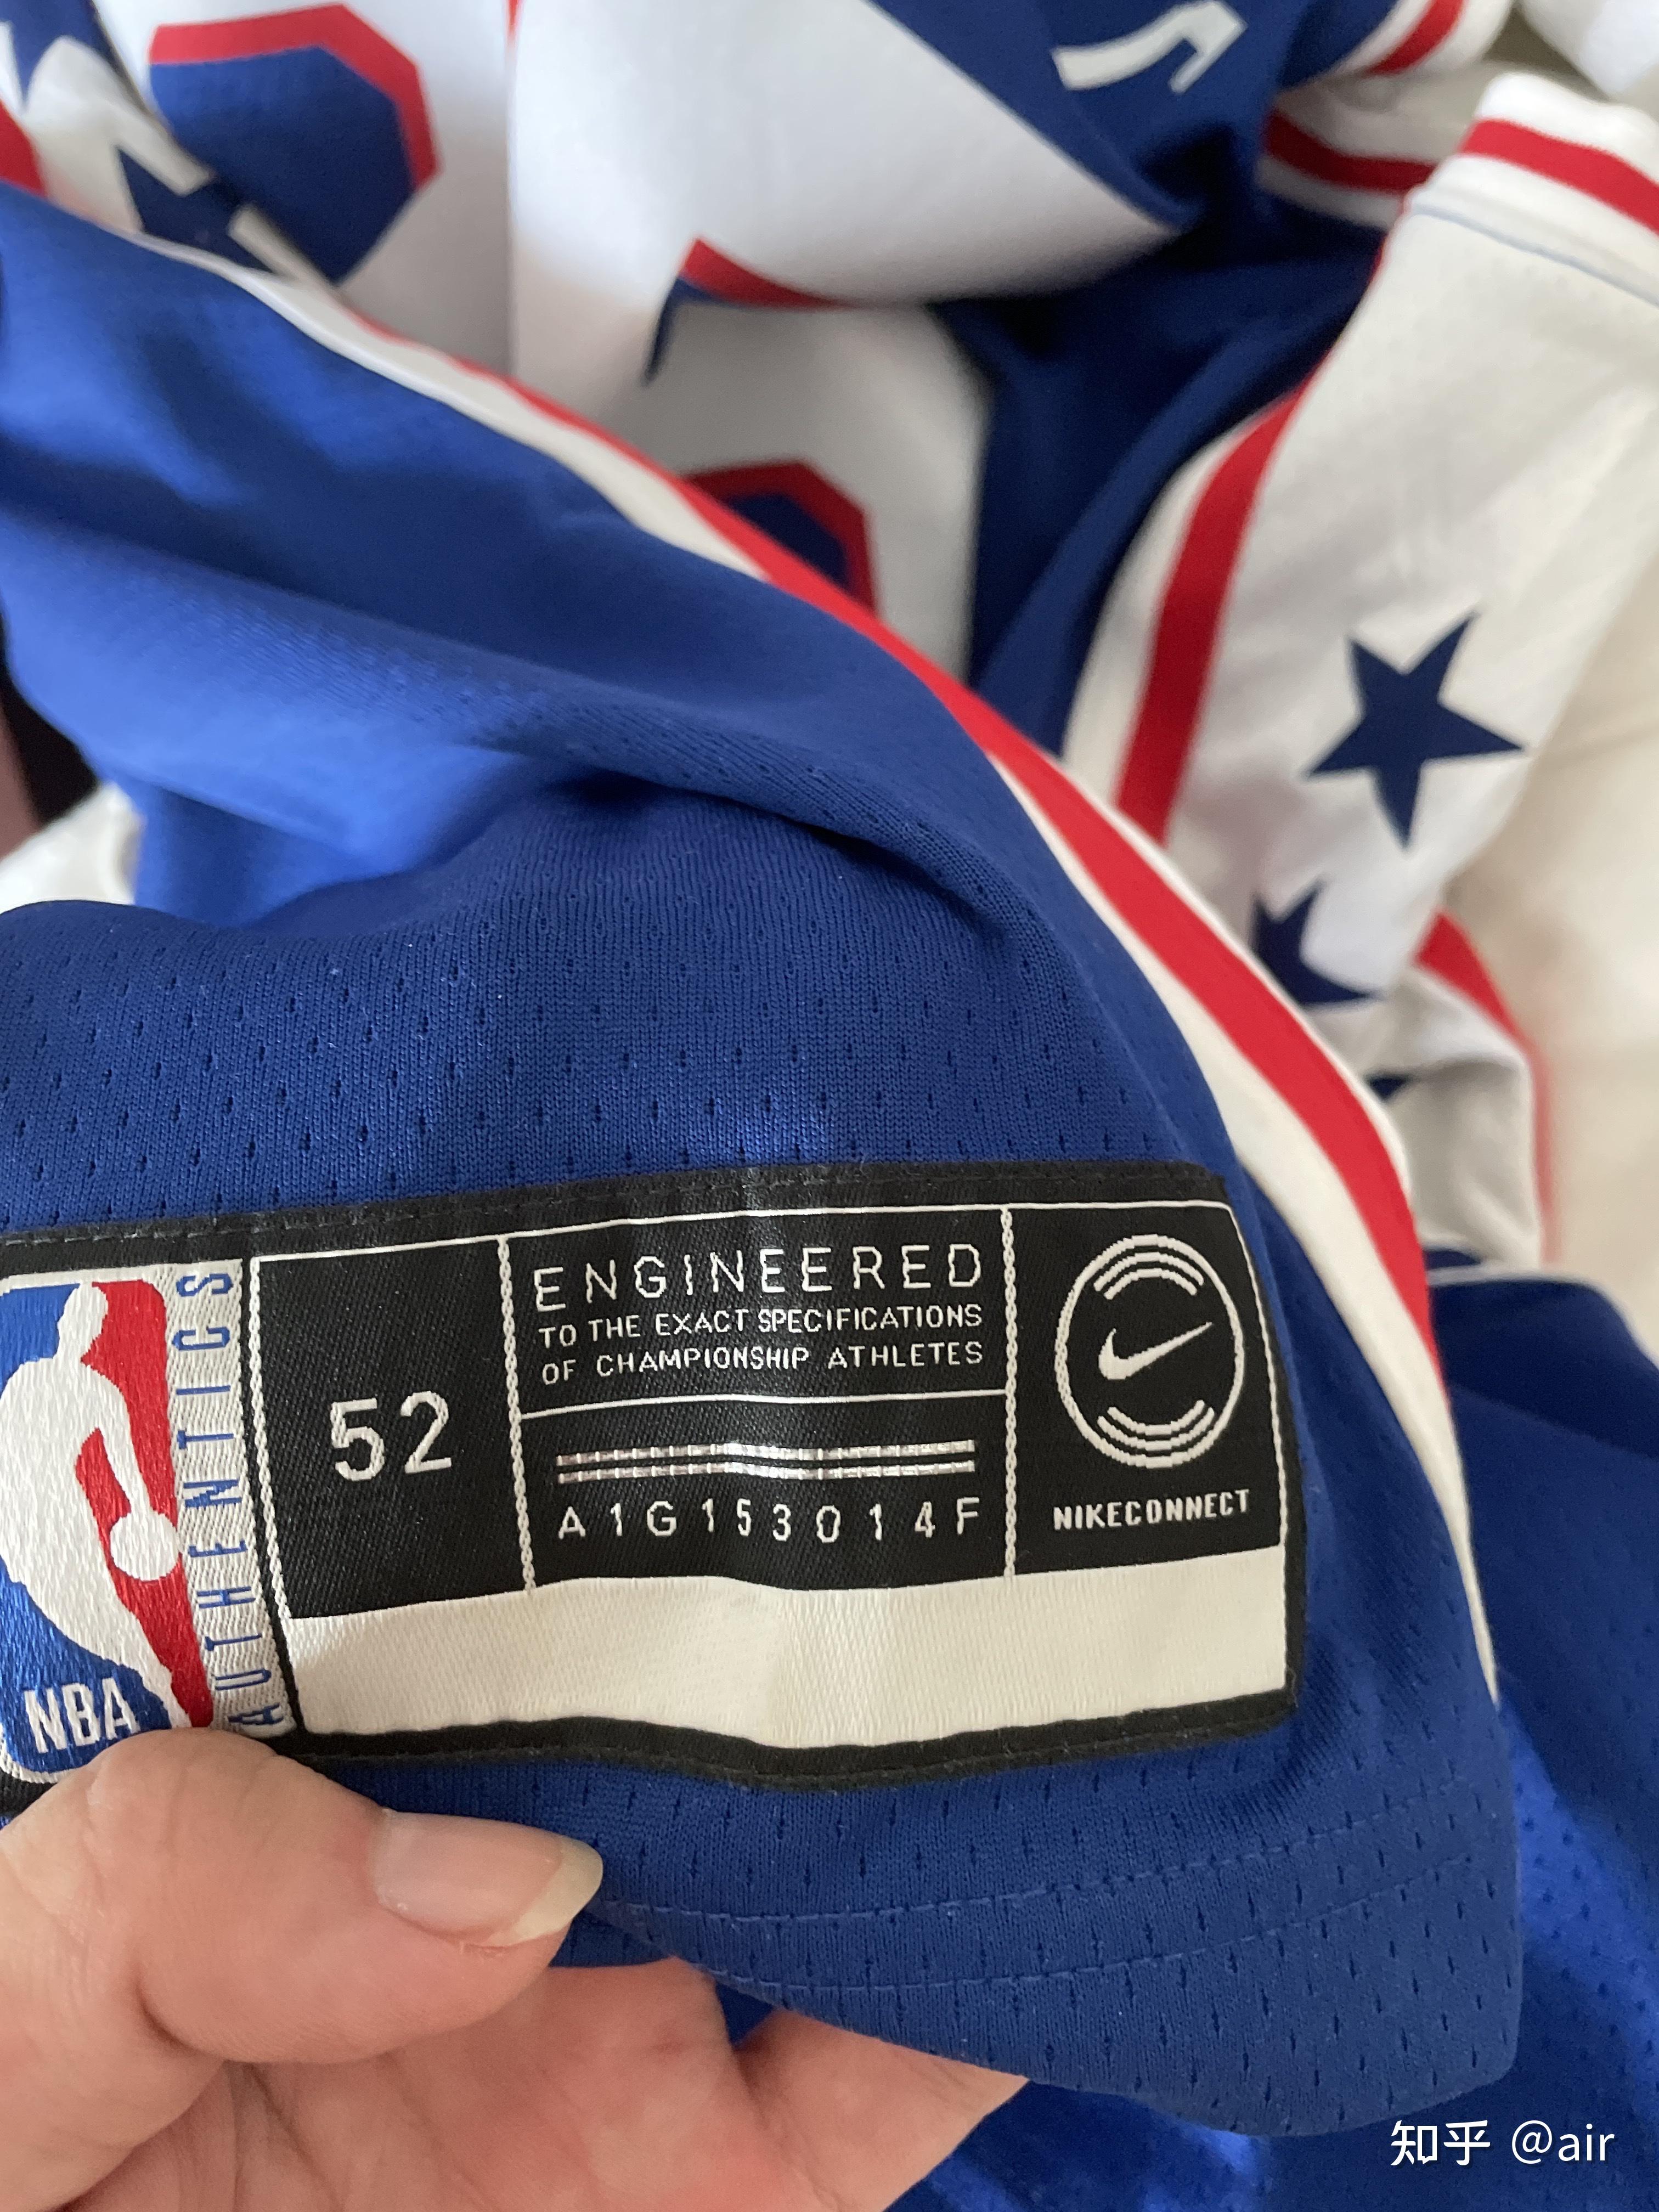 NBA
AUTHENTICS
52
ENGINEERED
TO THE EXACT SPECIFICATIONS
OF CHAMPIONSHIP ATHLETES
A1G153014F
NIKECONNECT
知乎 @air